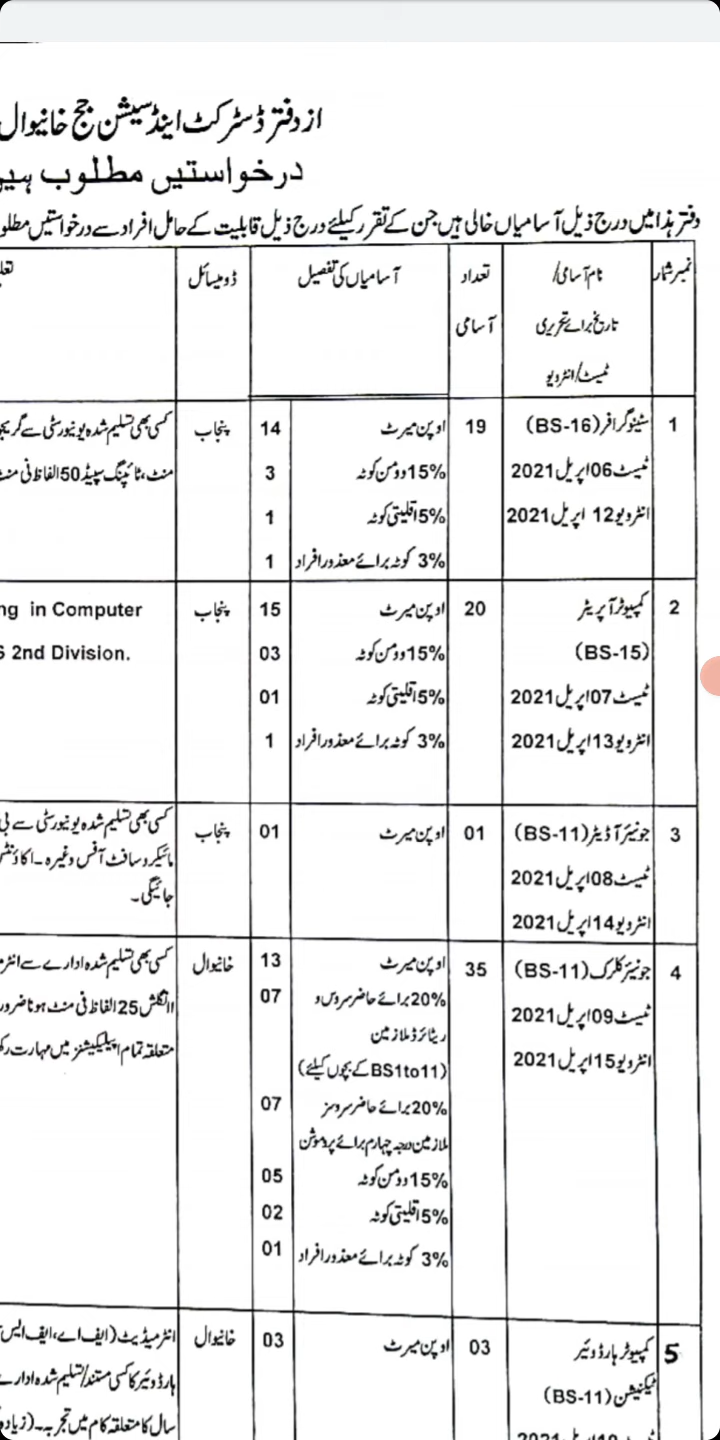 از دفتر ڈسٹرکٹ اینڈ سیشن جج خانیوال
درخواستیں مطلوب ہیں
دفتر ہذا میں درج ذیل آسامیاں خالی ہیں جن کے تقرر کیلئے درج ذیل قابلیت کے حامل افراد سے درخواستیں مطلو
نمبر شمار
نام آسامی/
تاریخ برائے تحریری
ٹیسٹ/انٹرویو
تعداد
آسامی
آسامیاں کی تفصیل
ڈومیسائل
تعل
1
سٹینوگرافر (BS-16)
ٹیسٹ 06 اپریل 2021
انٹرویو 12 اپریل 2021
19
اوپن میرٹ 14
15% وومن کوٹہ 3
5% اقلیتی کوٹہ 1
3% کوٹہ برائے معذور افراد 1
پنجاب
کسی بھی تسلیم شدہ یونیورسٹی سے گریجو
منٹ، ٹائپنگ سپیڈ 50 الفاظ فی منٹ
2
کمپیوٹر آپریٹر
(BS-15)
ٹیسٹ 07 اپریل 2021
انٹرویو 13 اپریل 2021
20
اوپن میرٹ 15
15% وومن کوٹہ 03
5% اقلیتی کوٹہ 01
3% کوٹہ برائے معذور افراد 1
پنجاب
ng in Computer
S 2nd Division.
3
جونیئر آڈیٹر (BS-11)
ٹیسٹ 08 اپریل 2021
انٹرویو 14 اپریل 2021
01
اوپن میرٹ 01
پنجاب
کسی بھی تسلیم شدہ یونیورسٹی سے بی
مائیکروسافٹ آفس وغیرہ ۔ اکاؤنٹس
جائیگی۔
4
جونیئر کلرک (BS-11)
ٹیسٹ 09 اپریل 2021
انٹرویو 15 اپریل 2021
35
اوپن میرٹ 13
20% برائے حاضر سروس و 07
ریٹائرڈ ملازمین
(BS1to11 کے بچوں کیلئے)
20% برائے حاضر سروسز 07
ملازمین درجہ چہارم برائے پروموشن
15% وومن کوٹہ 05
5% اقلیتی کوٹہ 02
3% کوٹہ برائے معذور افراد 01
خانیوال
کسی بھی تسلیم شدہ ادارے سے انٹرم
انگلش 25 الفاظ فی منٹ ہونا ضرور
متعلقہ تمام اپیلیکیشنز میں مہارت رکھ
5
کمپیوٹر ہارڈوئیر
ٹیکنیشن (BS-11)
03
اوپن میرٹ 03
خانیوال
انٹرمیڈیٹ (ایف اے، ایف ایس
ہارڈوئیر کا کسی مستند/تسلیم شدہ ادارے
سال کا متعلقہ کام میں تجربہ۔ (زیادہ